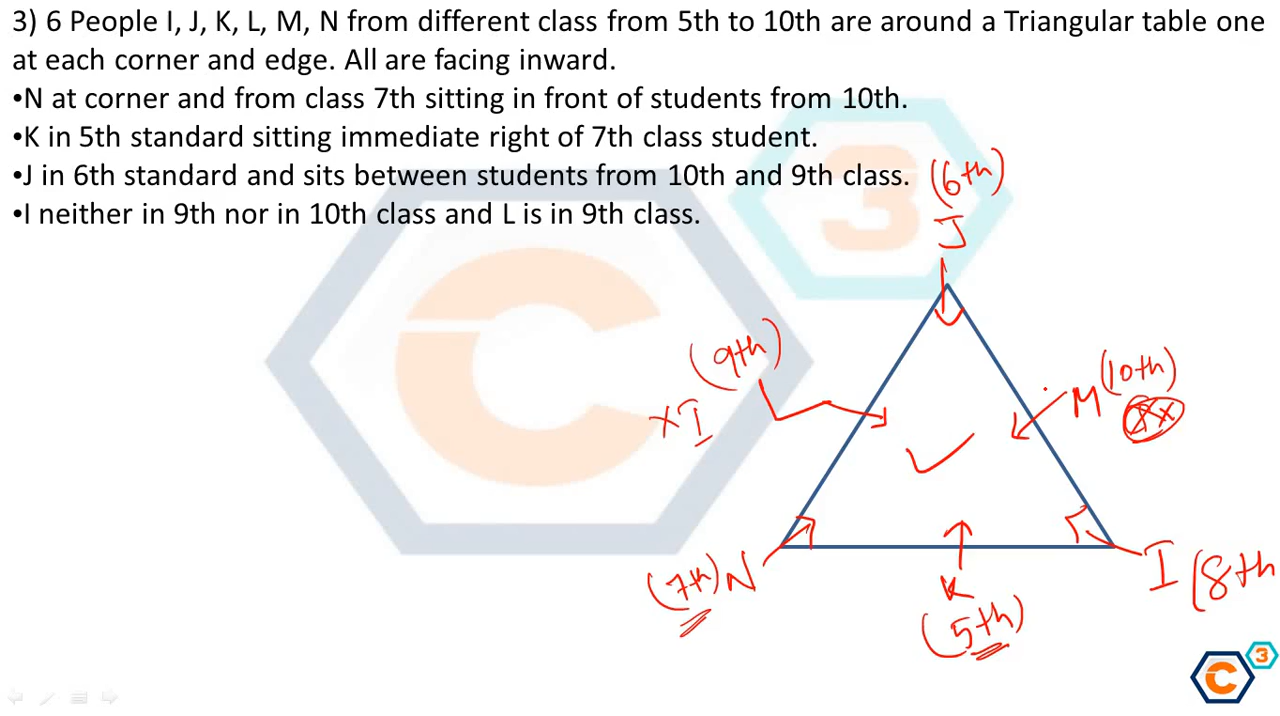 3) 6 People I, J, K, L, M, N from different class from 5th to 10th are around a Triangular table one
at each corner and edge. All are facing inward.
•N at corner and from class 7th sitting in front of students from 10th.
•K in 5th standard sitting immediate right of 7th class student.
•J in 6th standard and sits between students from 10th and 9th class.
•I neither in 9th nor in 10th class and L is in 9th class.
(6th)
J
(9th)
XI
M (10th)
(7th) N
K
(5th)
I (8th
C3